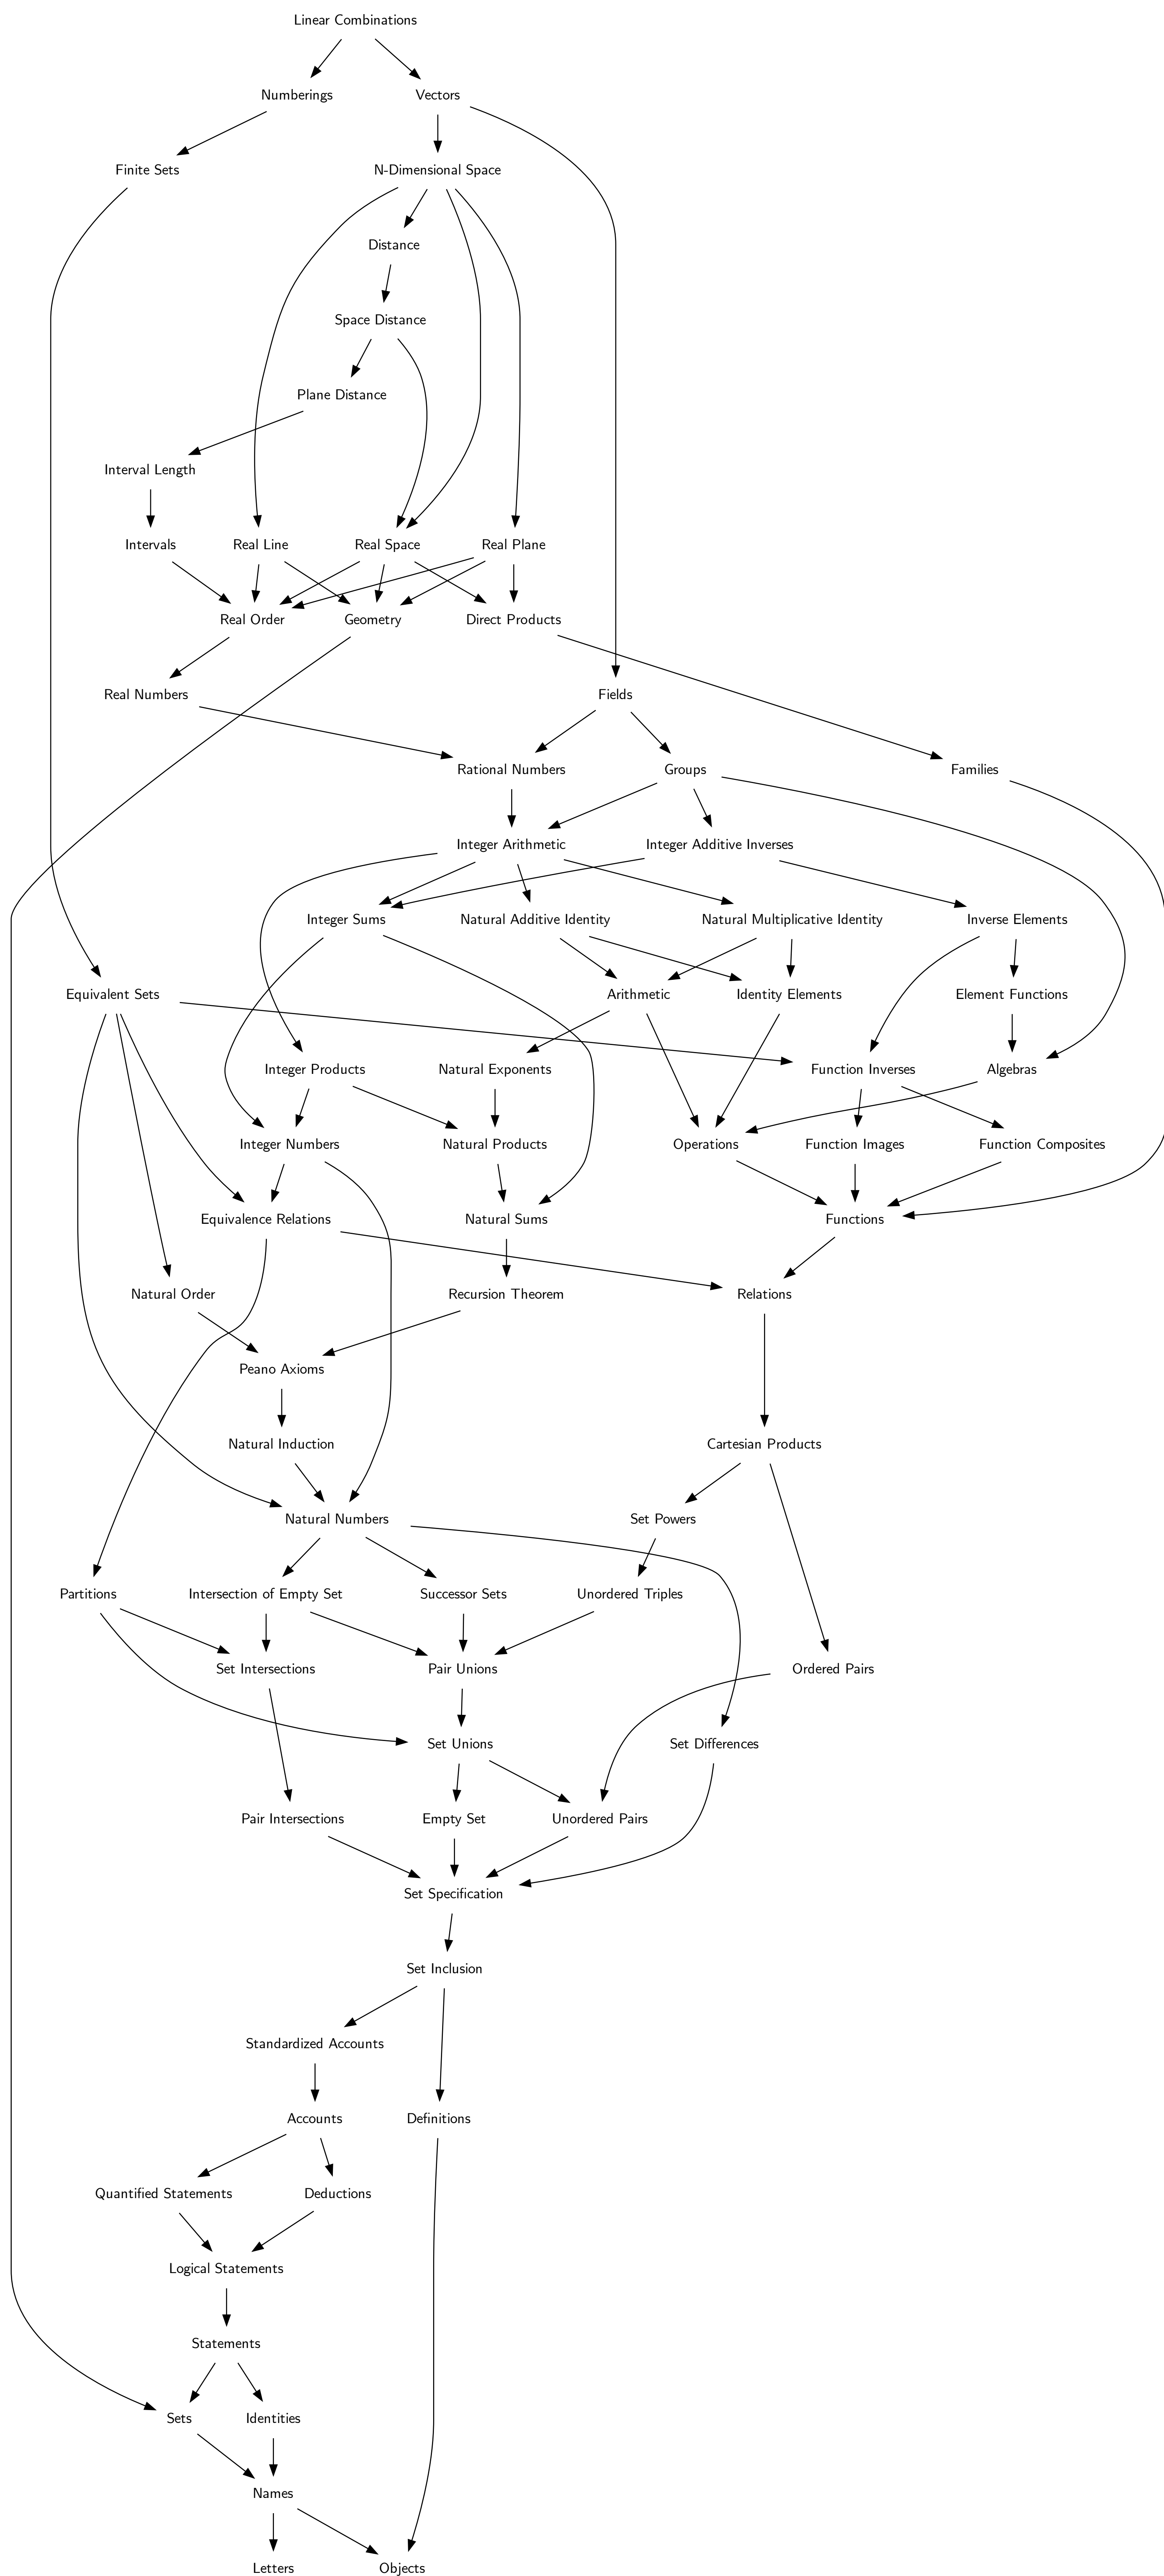 Linear Combinations
Numberings
Vectors
Finite Sets
N-Dimensional Space
Distance
Space Distance
Plane Distance
Interval Length
Intervals
Real Line
Real Space
Real Plane
Real Order
Geometry
Direct Products
Real Numbers
Fields
Rational Numbers
Groups
Families
Integer Arithmetic
Integer Additive Inverses
Integer Sums
Natural Additive Identity
Natural Multiplicative Identity
Inverse Elements
Equivalent Sets
Arithmetic
Identity Elements
Element Functions
Integer Products
Natural Exponents
Function Inverses
Algebras
Integer Numbers
Natural Products
Operations
Function Images
Function Composites
Equivalence Relations
Natural Sums
Functions
Natural Order
Recursion Theorem
Relations
Peano Axioms
Natural Induction
Cartesian Products
Natural Numbers
Set Powers
Partitions
Intersection of Empty Set
Successor Sets
Unordered Triples
Set Intersections
Pair Unions
Ordered Pairs
Set Unions
Set Differences
Pair Intersections
Empty Set
Unordered Pairs
Set Specification
Set Inclusion
Standardized Accounts
Accounts
Definitions
Quantified Statements
Deductions
Logical Statements
Statements
Sets
Identities
Names
Letters
Objects